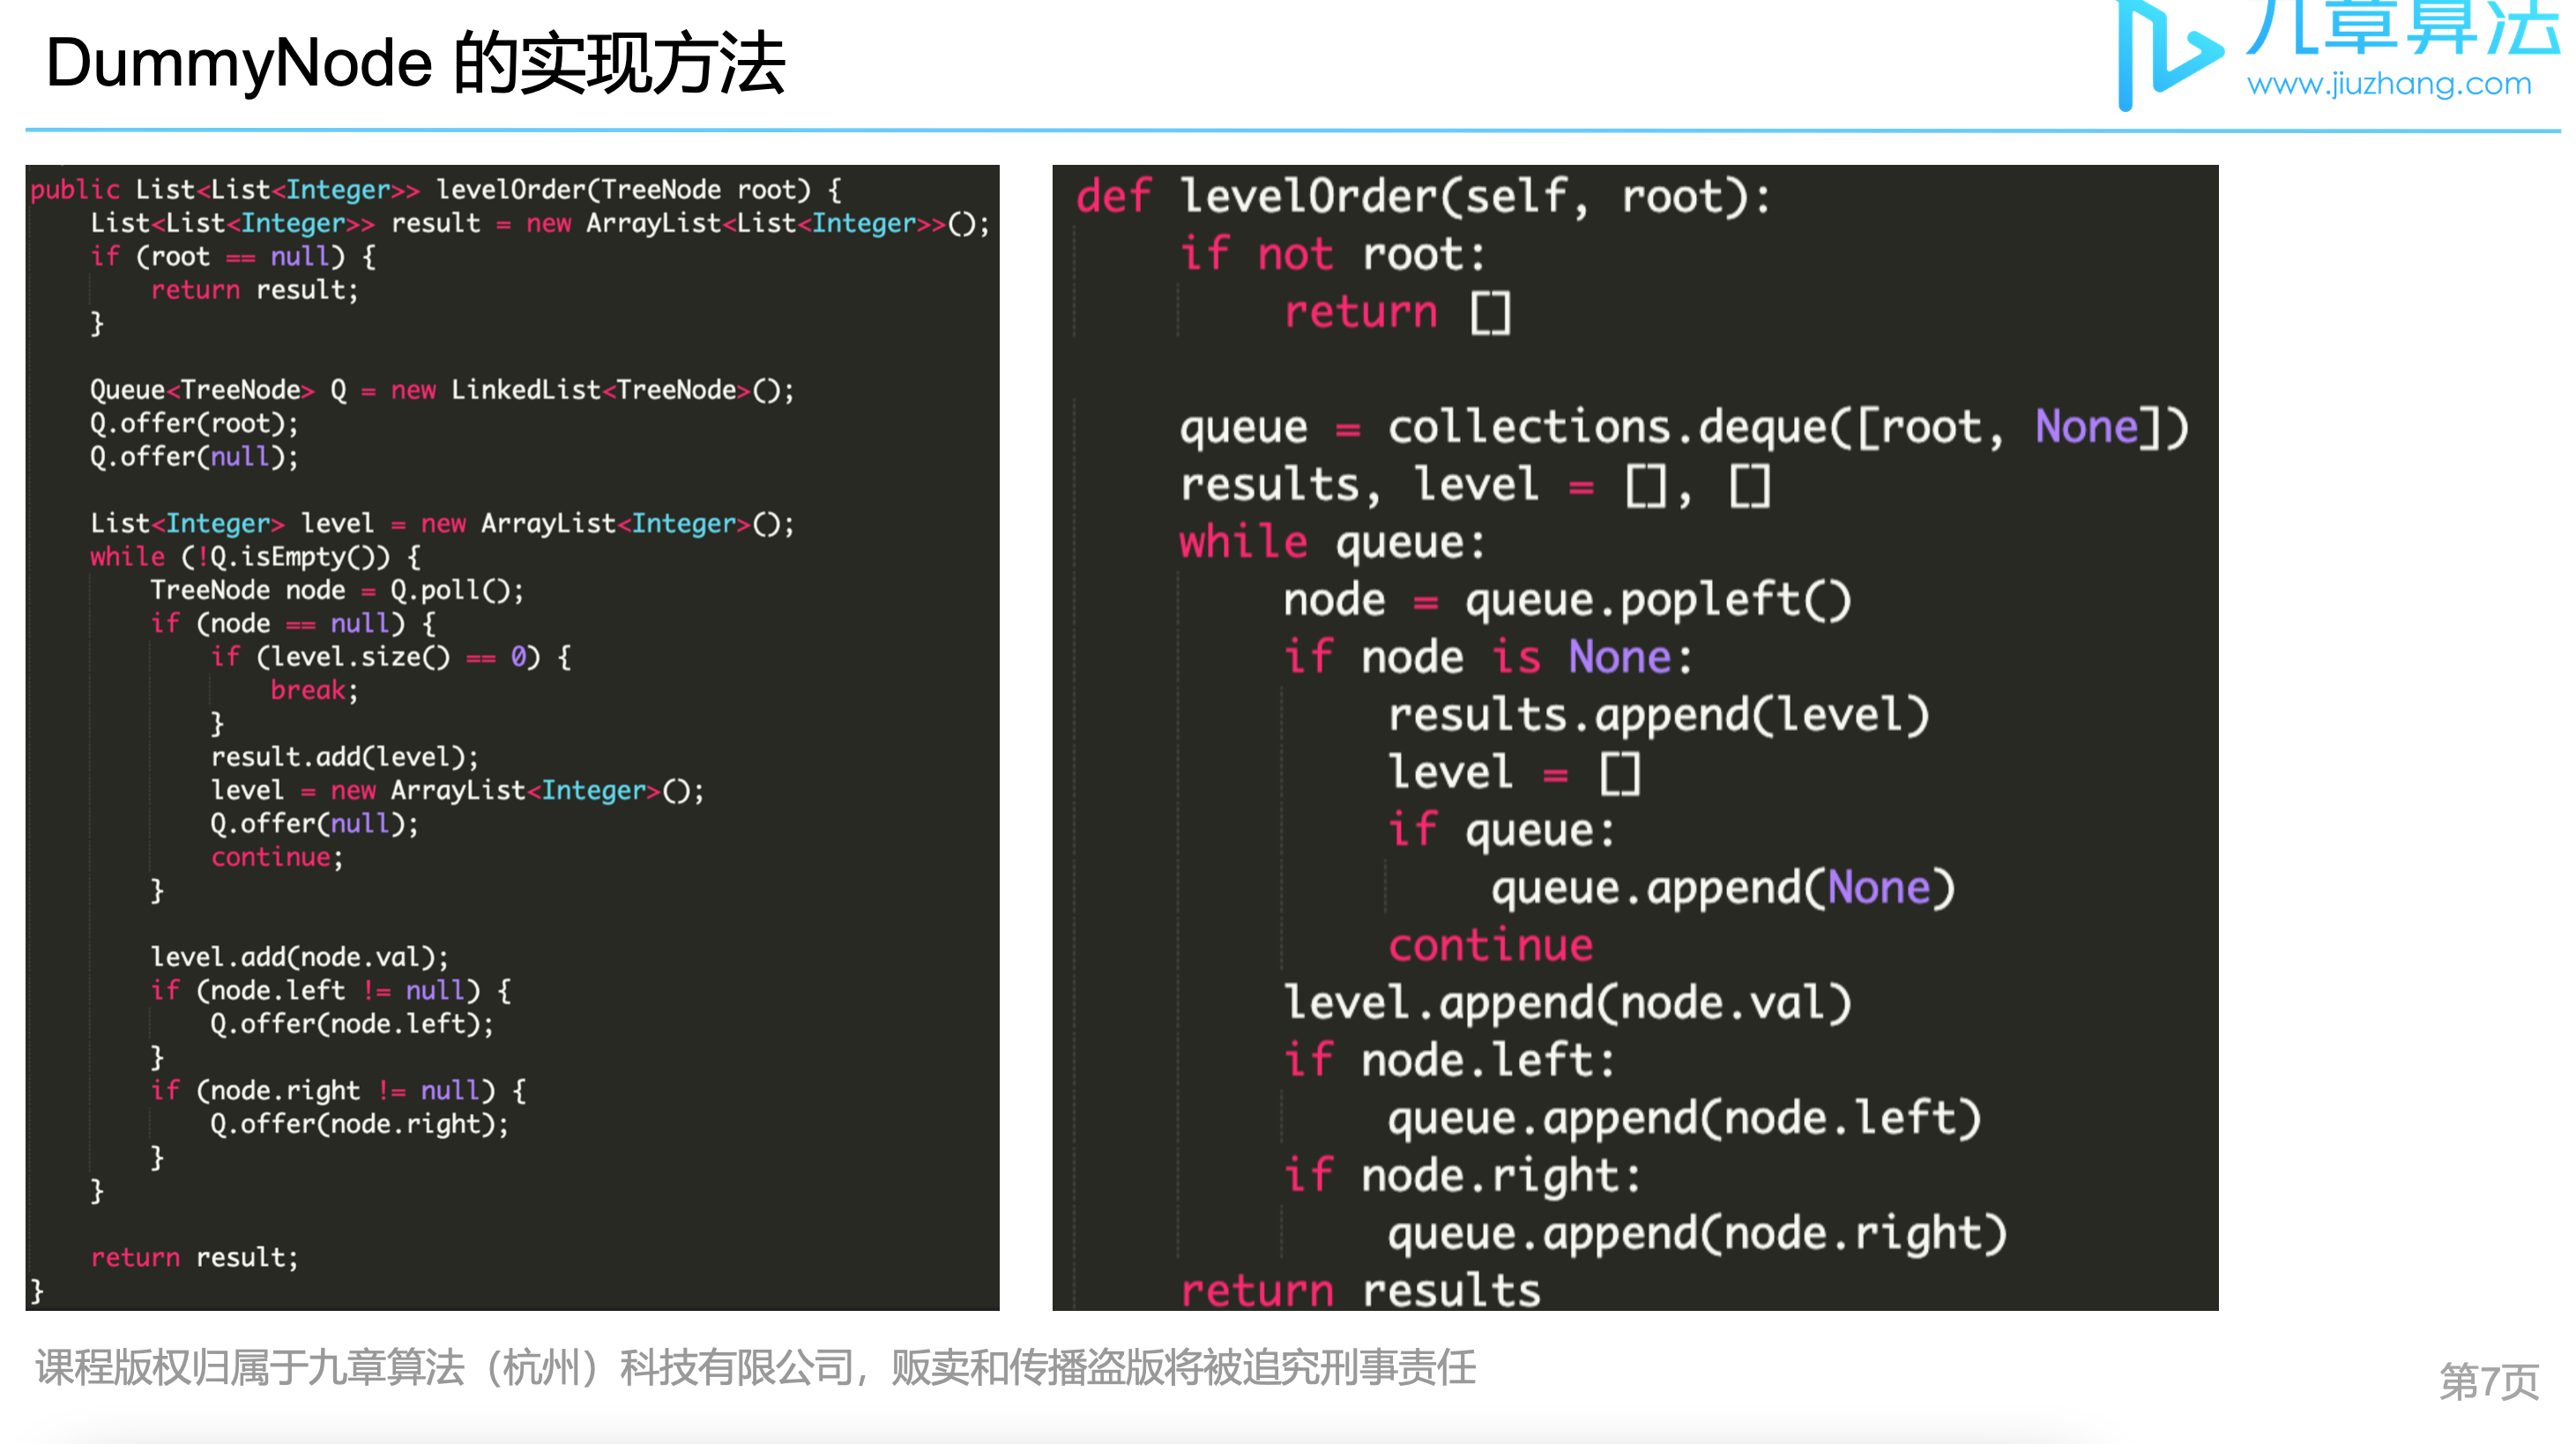 DummyNode 的实现方法
九章算法
www.jiuzhang.com
public List<List<Integer>> levelOrder(TreeNode root) {
    List<List<Integer>> result = new ArrayList<List<Integer>>();
    if (root == null) {
        return result;
    }

    Queue<TreeNode> Q = new LinkedList<TreeNode>();
    Q.offer(root);
    Q.offer(null);

    List<Integer> level = new ArrayList<Integer>();
    while (!Q.isEmpty()) {
        TreeNode node = Q.poll();
        if (node == null) {
            if (level.size() == 0) {
                break;
            }
            result.add(level);
            level = new ArrayList<Integer>();
            Q.offer(null);
            continue;
        }

        level.add(node.val);
        if (node.left != null) {
            Q.offer(node.left);
        }
        if (node.right != null) {
            Q.offer(node.right);
        }
    }

    return result;
}
def levelOrder(self, root):
    if not root:
        return []

    queue = collections.deque([root, None])
    results, level = [], []
    while queue:
        node = queue.popleft()
        if node is None:
            results.append(level)
            level = []
            if queue:
                queue.append(None)
            continue
        level.append(node.val)
        if node.left:
            queue.append(node.left)
        if node.right:
            queue.append(node.right)
    return results
课程版权归属于九章算法（杭州）科技有限公司，贩卖和传播盗版将被追究刑事责任
第7页